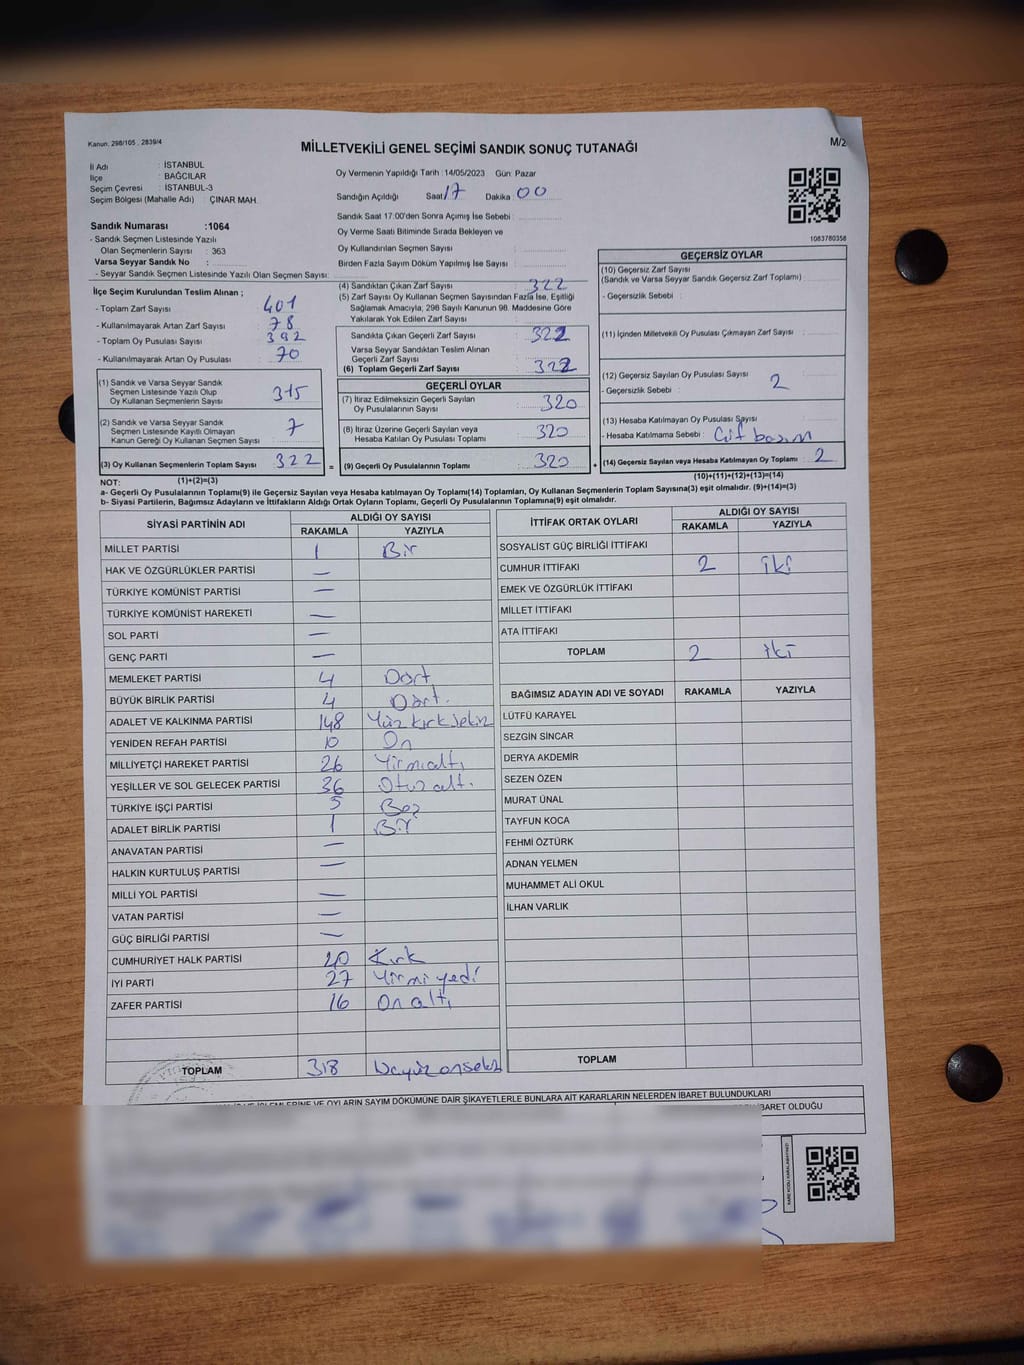 Kanun: 298/105 , 2839/4
M/2
MİLLETVEKİLİ GENEL SEÇİMİ SANDIK SONUÇ TUTANAĞI
İl Adı : İSTANBUL
İlçe : BAĞCILAR
Seçim Çevresi : İSTANBUL-3
Seçim Bölgesi (Mahalle Adı) : ÇINAR MAH.
Oy Vermenin Yapıldığı Tarih : 14/05/2023 Gün: Pazar
Sandığın Açıldığı Saat 17 Dakika : 00
Sandık Saat 17:00'den Sonra Açımış İse Sebebi :
Oy Verme Saati Bitiminde Sırada Bekleyen ve
Oy Kullandırılan Seçmen Sayısı :
Birden Fazla Sayım Döküm Yapılmış İse Sayısı :
1083780358
Sandık Numarası :1064
- Sandık Seçmen Listesinde Yazılı
Olan Seçmenlerin Sayısı : 363
Varsa Seyyar Sandık No :
- Seyyar Sandık Seçmen Listesinde Yazılı Olan Seçmen Sayısı:
İlçe Seçim Kurulundan Teslim Alınan ;
- Toplam Zarf Sayısı 401
- Kullanılmayarak Artan Zarf Sayısı : 78
- Toplam Oy Pusulası Sayısı : 392
- Kullanılmayarak Artan Oy Pusulası : 70
(1) Sandık ve Varsa Seyyar Sandık
Seçmen Listesinde Yazılı Olup
Oy Kullanan Seçmenlerin Sayısı : 315
(2) Sandık ve Varsa Seyyar Sandık
Seçmen Listesinde Kayıtlı Olmayan
Kanun Gereği Oy Kullanan Seçmen Sayısı : 7
(3) Oy Kullanan Seçmenlerin Toplam Sayısı : 322
(4) Sandıktan Çıkan Zarf Sayısı : 322
(5) Zarf Sayısı Oy Kullanan Seçmen Sayısından Fazla İse, Eşitliği
Sağlamak Amacıyla, 298 Sayılı Kanunun 98. Maddesine Göre
Yakılarak Yok Edilen Zarf Sayısı :
Sandıkta Çıkan Geçerli Zarf Sayısı : 322
Varsa Seyyar Sandıktan Teslim Alınan
Geçerli Zarf Sayısı
(6) Toplam Geçerli Zarf Sayısı : 322
GEÇERLİ OYLAR
(7) İtiraz Edilmeksizin Geçerli Sayılan
Oy Pusulalarının Sayısı : 320
(8) İtiraz Üzerine Geçerli Sayılan veya
Hesaba Katılan Oy Pusulası Toplamı : 320
(9) Geçerli Oy Pusulalarının Toplamı : 320
GEÇERSİZ OYLAR
(10) Geçersiz Zarf Sayısı
(Sandık ve Varsa Seyyar Sandık Geçersiz Zarf Toplamı) :
- Geçersizlik Sebebi :
(11) İçinden Milletvekili Oy Pusulası Çıkmayan Zarf Sayısı :
(12) Geçersiz Sayılan Oy Pusulası Sayısı : 2
- Geçersizlik Sebebi :
(13) Hesaba Katılmayan Oy Pusulası Sayısı :
- Hesaba Katılmama Sebebi : Çift basım
(14) Geçersiz Sayılan veya Hesaba Katılmayan Oy Toplamı : 2
NOT: (1)+(2)=(3) (10)+(11)+(12)+(13)=(14)
a- Geçerli Oy Pusulalarının Toplamı(9) ile Geçersiz Sayılan veya Hesaba katılmayan Oy Toplamı(14) Toplamları, Oy Kullanan Seçmenlerin Toplam Sayısına(3) eşit olmalıdır. (9)+(14)=(3)
b- Siyasi Partilerin, Bağımsız Adayların ve İttifakların Aldığı Oyların Toplamı, Geçerli Oy Pusulalarının Toplamına(9) eşit olmalıdır.
SİYASİ PARTİNİN ADI ALDIĞI OY SAYISI
RAKAMLA YAZIYLA
MİLLET PARTİSİ 1 Bir
HAK VE ÖZGÜRLÜKLER PARTİSİ —
TÜRKİYE KOMÜNİST PARTİSİ —
TÜRKİYE KOMÜNİST HAREKETİ —
SOL PARTİ —
GENÇ PARTİ —
MEMLEKET PARTİSİ 4 Dört
BÜYÜK BİRLİK PARTİSİ 4 Dört.
ADALET VE KALKINMA PARTİSİ 148 Yüz kırk sekiz
YENİDEN REFAH PARTİSİ 10 On
MİLLİYETÇİ HAREKET PARTİSİ 26 Yirmialtı
YEŞİLLER VE SOL GELECEK PARTİSİ 36 Otuz altı.
TÜRKİYE İŞÇİ PARTİSİ 5 Beş
ADALET BİRLİK PARTİSİ 1 Bir
ANAVATAN PARTİSİ —
HALKIN KURTULUŞ PARTİSİ —
MİLLİ YOL PARTİSİ —
VATAN PARTİSİ —
GÜÇ BİRLİĞİ PARTİSİ —
CUMHURİYET HALK PARTİSİ 40 Kırk
İYİ PARTİ 27 Yirmi yedi
ZAFER PARTİSİ 16 On altı
TOPLAM 318 Üçyüz onsekiz
İTTİFAK ORTAK OYLARI ALDIĞI OY SAYISI
RAKAMLA YAZIYLA
SOSYALİST GÜÇ BİRLİĞİ İTTİFAKI
CUMHUR İTTİFAKI 2 iki
EMEK VE ÖZGÜRLÜK İTTİFAKI
MİLLET İTTİFAKI
ATA İTTİFAKI
TOPLAM 2 iki
BAĞIMSIZ ADAYIN ADI VE SOYADI RAKAMLA YAZIYLA
LÜTFÜ KARAYEL
SEZGİN SİNCAR
DERYA AKDEMİR
SEZEN ÖZEN
MURAT ÜNAL
TAYFUN KOCA
FEHMİ ÖZTÜRK
ADNAN YELMEN
MUHAMMET ALİ OKUL
İLHAN VARLIK
TOPLAM
İŞLEMLERİNE VE OYLARIN SAYIM DÖKÜMÜNE DAİR ŞİKAYETLERLE BUNLARA AİT KARARLARIN NELERDEN İBARET BULUNDUKLARI
İBARET OLDUĞU